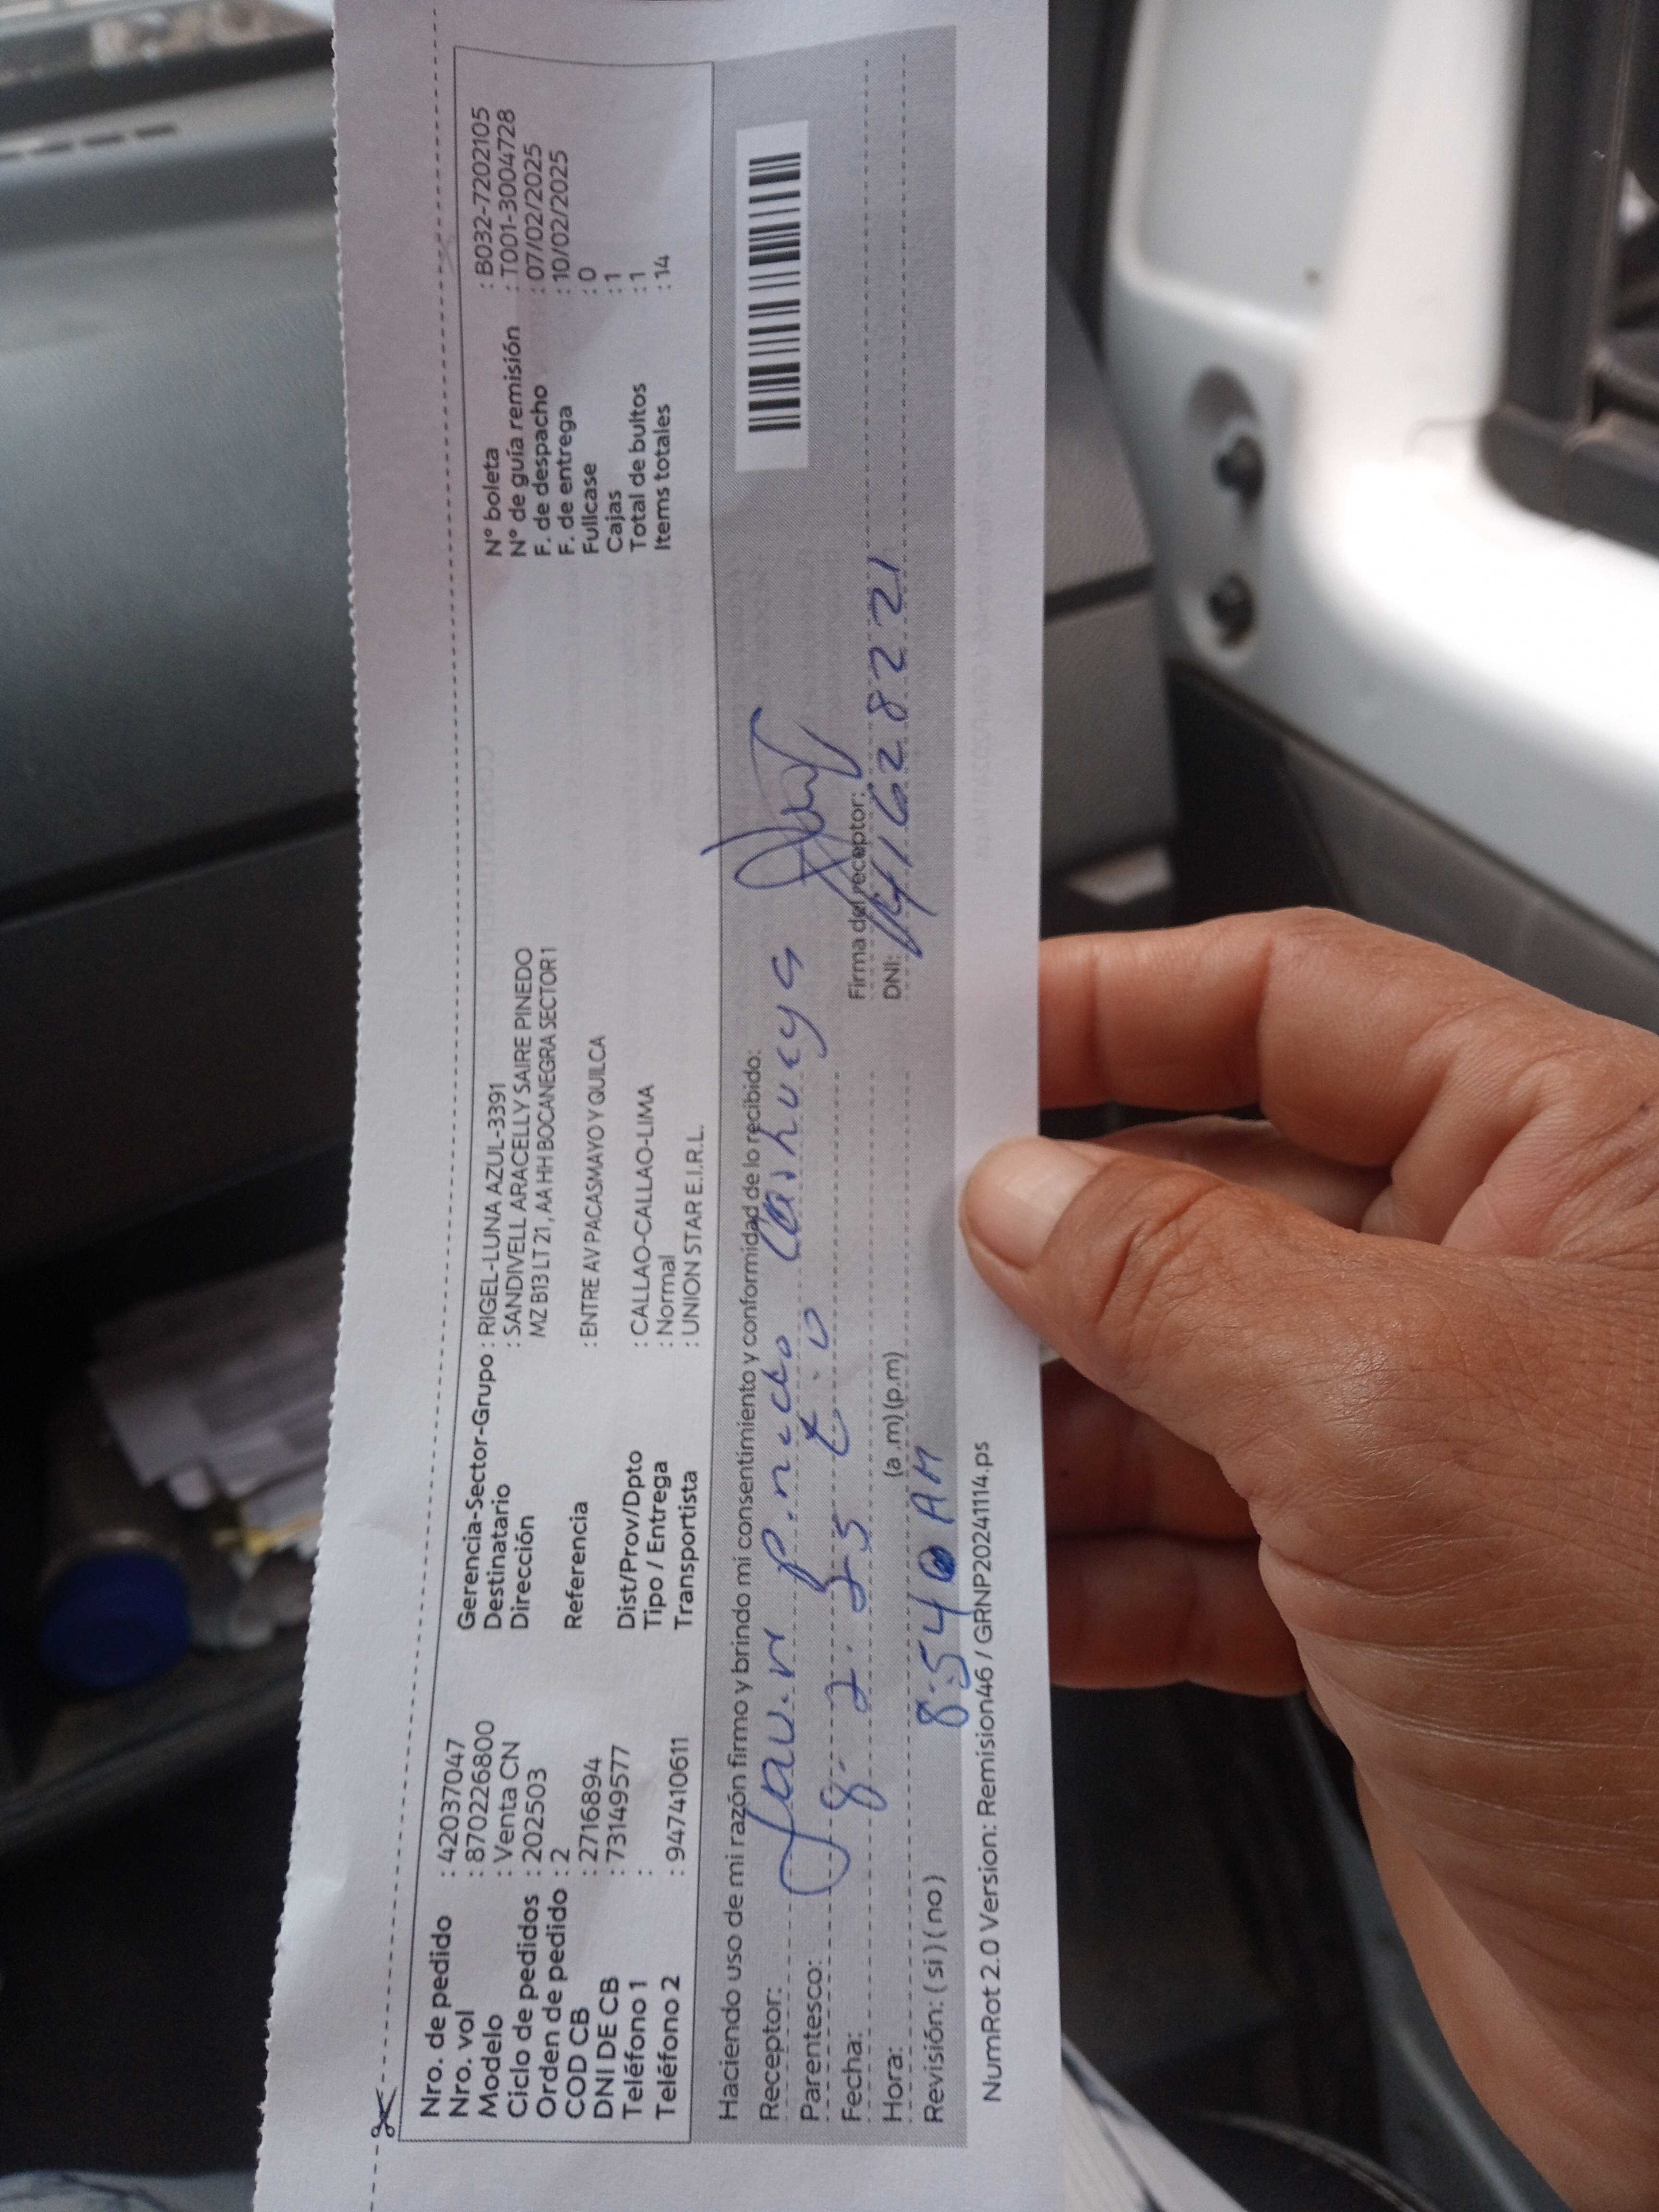 Nro. de pedido : 42037047
Nro. vol : 8702226800
Modelo : Venta CN
Ciclo de pedidos : 202503
Orden de pedido : 2
COD CB : 2716894
DNI DE CB : 73149577
Teléfono 1 :
Teléfono 2 : 947410611
Gerencia-Sector-Grupo : RIGEL-LUNA AZUL-3391
Destinatario : SANDIVELL ARACELLY SAIRE PINEDO
Dirección MZ B13 LT 21 , AA HH BOCANEGRA SECTOR 1
Referencia : ENTRE AV PACASMAYO Y QUILCA
Dist/Prov/Dpto : CALLAO-CALLAO-LIMA
Tipo / Entrega : Normal
Transportista : UNION STAR E.I.R.L.
N° boleta : B032-7202105
N° de guía remisión : T001-3004728
F. de despacho : 07/02/2025
F. de entrega : 10/02/2025
Fullcase : 0
Cajas : 1
Total de bultos : 1
Items totales : 14
Haciendo uso de mi razón firmo y brindo mi consentimiento y conformidad de lo recibido:
Receptor: Pinedo
Parentesco:
Fecha: 8. 2. 25
Hora: (a .m) (p.m)
8:54 AM
Revisión: ( si ) ( no )
Firma del receptor:
DNI:
NumRot 2.0 Version: Remision46 / GRNP20241114.ps